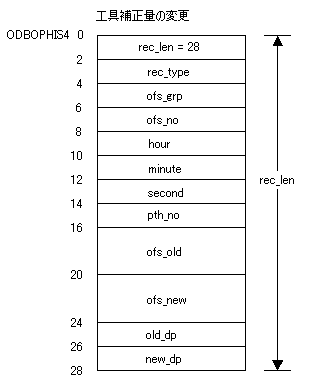 工具補正量の変更
ODBOPHIS4 0
rec_len = 28
2
rec_type
4
ofs_grp
6
ofs_no
8
hour
10
minute
12
second
14
pth_no
16
ofs_old
20
ofs_new
24
old_dp
26
new_dp
28
rec_len